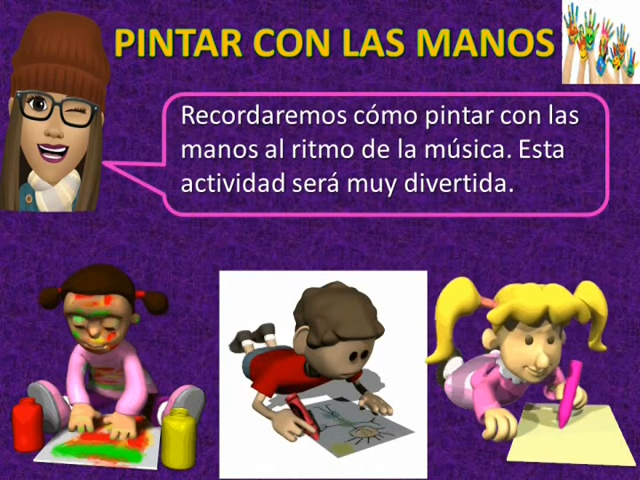 PINTAR CON LAS MANOS
Recordaremos cómo pintar con las
manos al ritmo de la música. Esta
actividad será muy divertida.